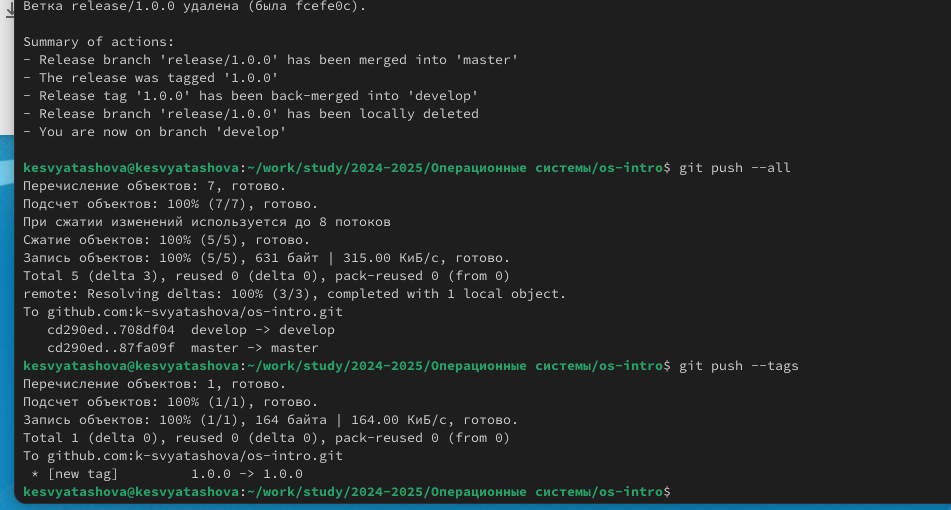 Ветка release/1.0.0 удалена (была fcefe0c).
Summary of actions:
- Release branch 'release/1.0.0' has been merged into 'master'
- The release was tagged '1.0.0'
- Release tag '1.0.0' has been back-merged into 'develop'
- Release branch 'release/1.0.0' has been locally deleted
- You are now on branch 'develop'
kesvyatashova@kesvyatashova:~/work/study/2024-2025/Операционные системы/os-intro$ git push --all
Перечисление объектов: 7, готово.
Подсчет объектов: 100% (7/7), готово.
При сжатии изменений используется до 8 потоков
Сжатие объектов: 100% (5/5), готово.
Запись объектов: 100% (5/5), 631 байт | 315.00 КиБ/с, готово.
Total 5 (delta 3), reused 0 (delta 0), pack-reused 0 (from 0)
remote: Resolving deltas: 100% (3/3), completed with 1 local object.
To github.com:k-svyatashova/os-intro.git
   cd290ed..708df04  develop -> develop
   cd290ed..87fa09f  master -> master
kesvyatashova@kesvyatashova:~/work/study/2024-2025/Операционные системы/os-intro$ git push --tags
Перечисление объектов: 1, готово.
Подсчет объектов: 100% (1/1), готово.
Запись объектов: 100% (1/1), 164 байта | 164.00 КиБ/с, готово.
Total 1 (delta 0), reused 0 (delta 0), pack-reused 0 (from 0)
To github.com:k-svyatashova/os-intro.git
 * [new tag]         1.0.0 -> 1.0.0
kesvyatashova@kesvyatashova:~/work/study/2024-2025/Операционные системы/os-intro$